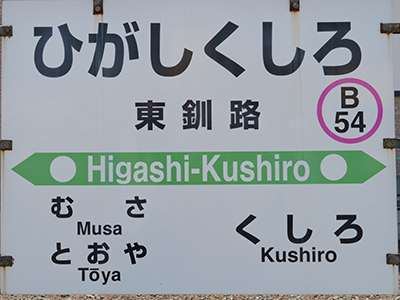 ひがしくしろ
東釧路
B
54
Higashi-Kushiro
むさ
Musa
とおや
Tōya
くしろ
Kushiro